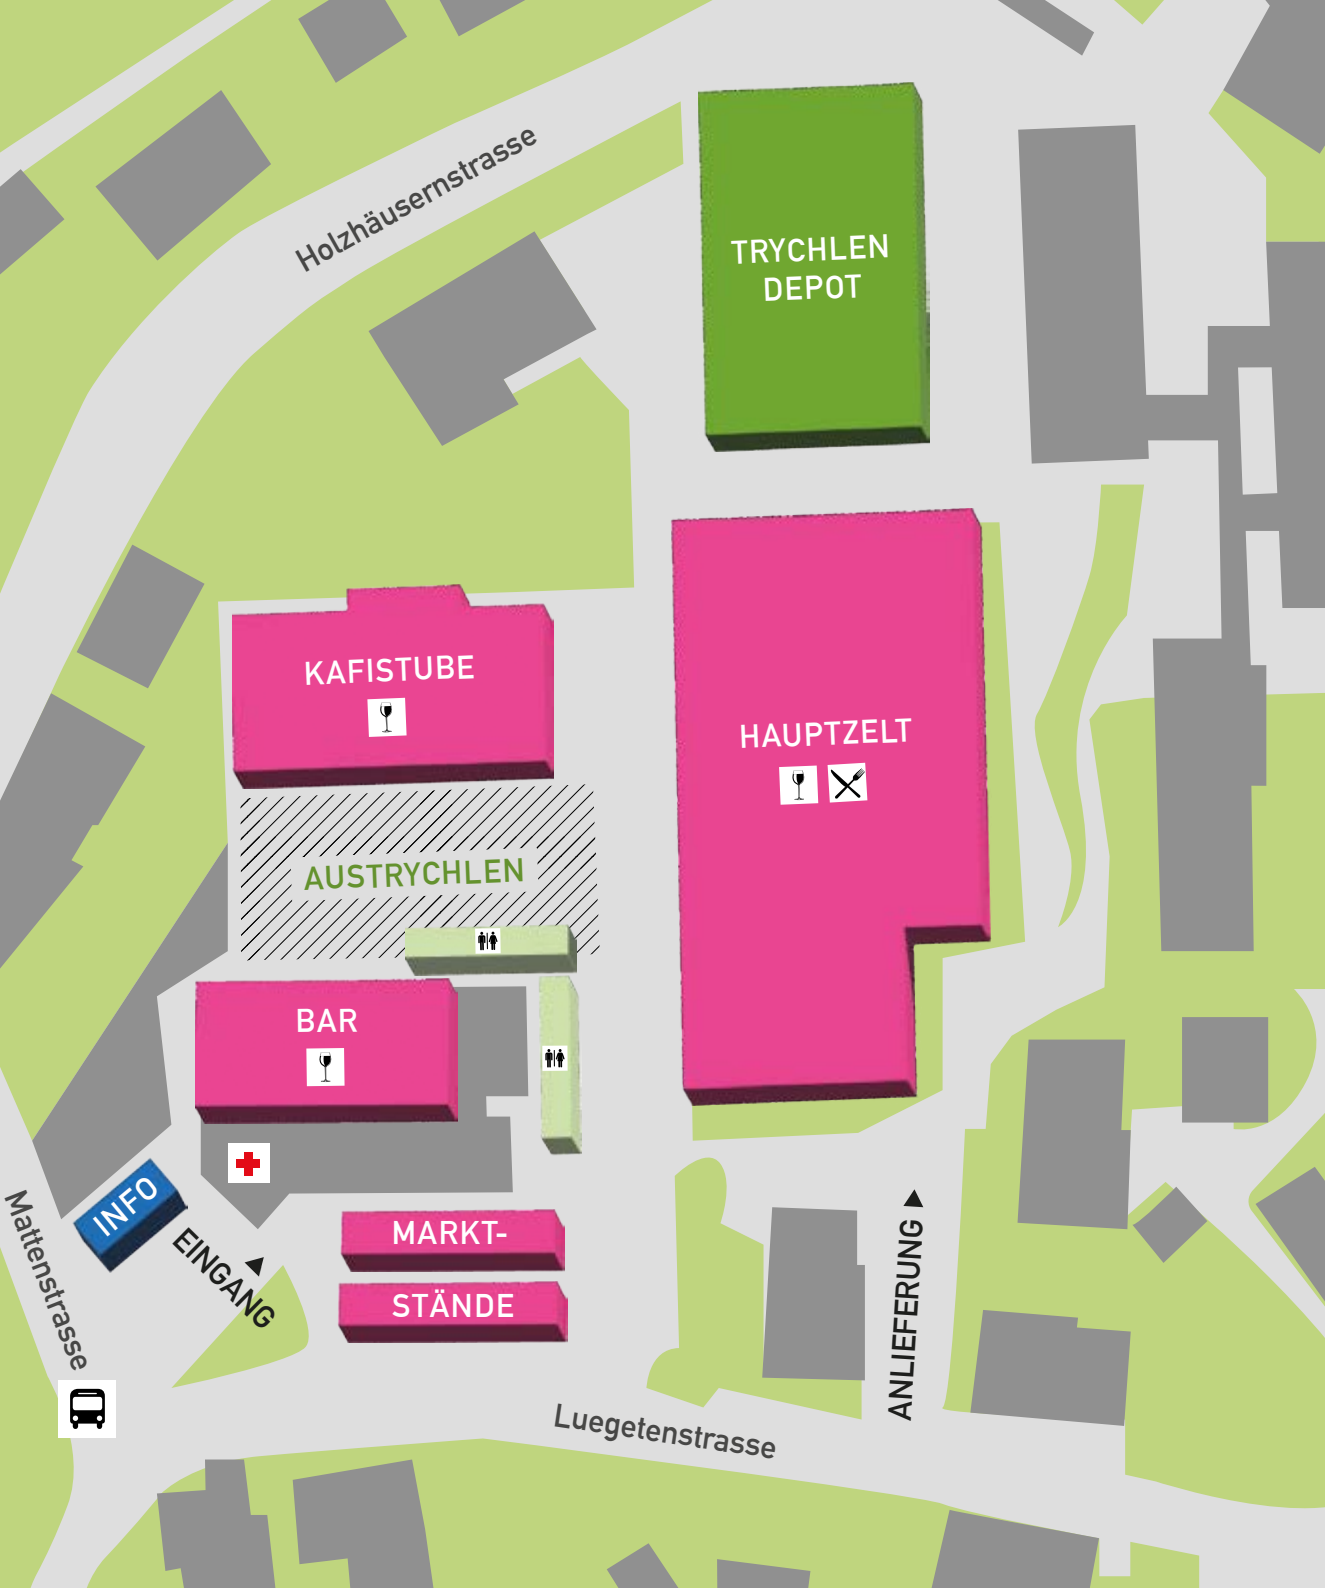 Holzhäusernstrasse
TRYCHLEN
DEPOT
KAFISTUBE
HAUPTZELT
AUSTRYCHLEN
BAR
INFO
EINGANG
MARKT-
STÄNDE
Mattenstrasse
ANLIEFERUNG
Luegetenstrasse